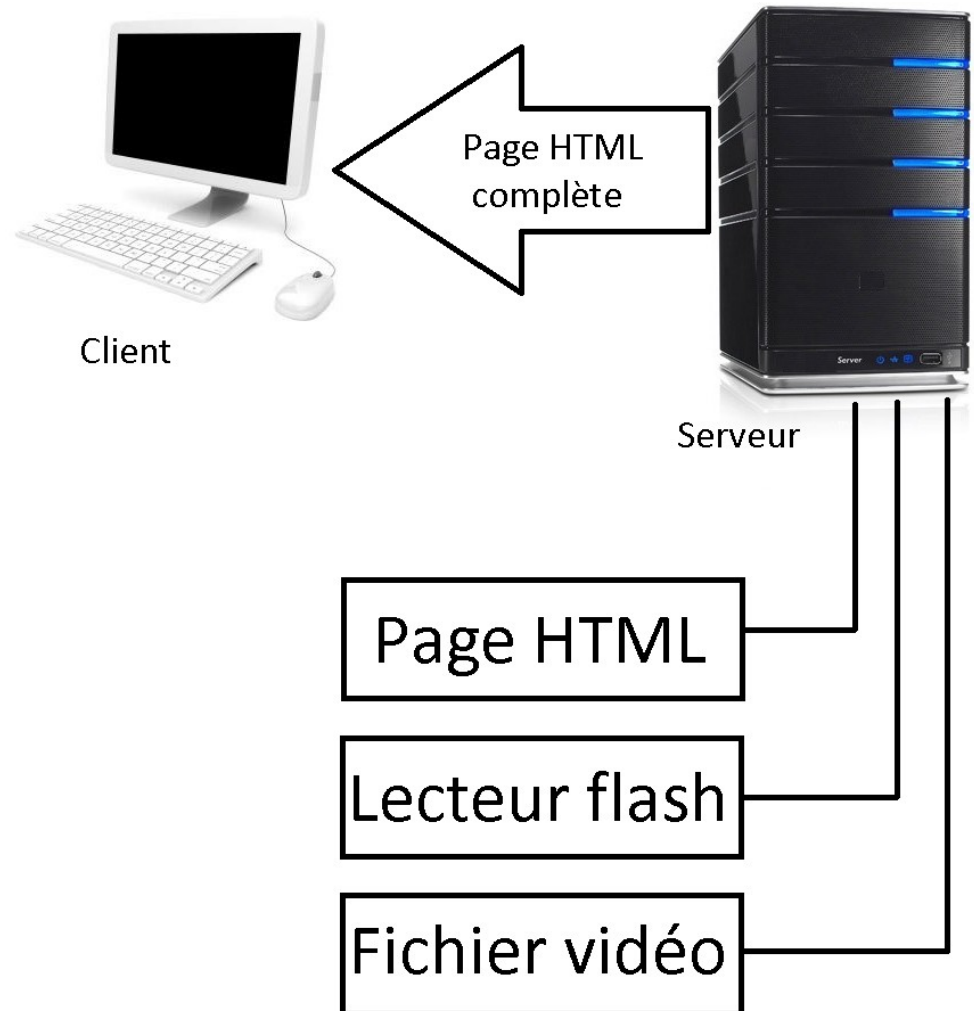 Page HTML
complète
Client
Server
Serveur
Page HTML
Lecteur flash
Fichier vidéo